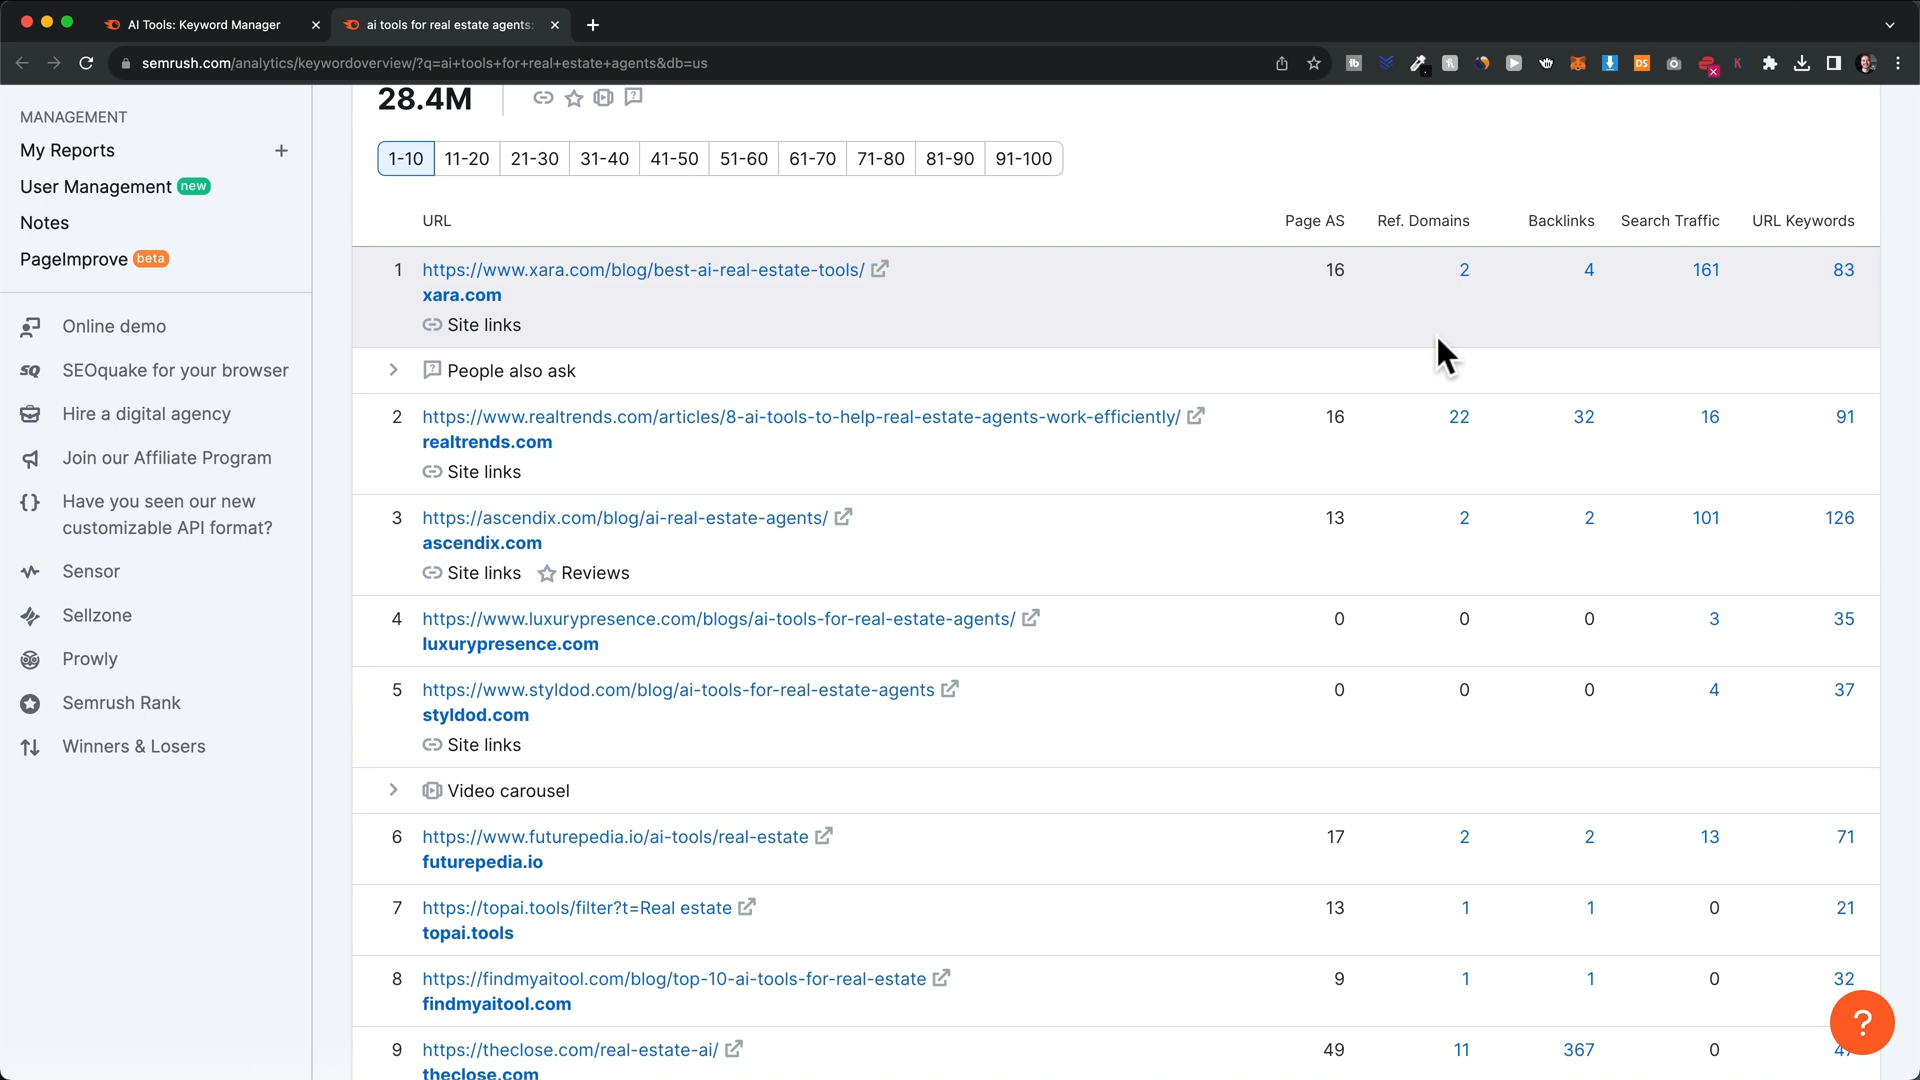 AI Tools: Keyword Manager
ai tools for real estate agents:
semrush.com/analytics/keywordoverview/?q=ai+tools+for+real+estate+agents&db=us
MANAGEMENT
My Reports +
User Management new
Notes
PageImprove beta
Online demo
SEOquake for your browser
Hire a digital agency
Join our Affiliate Program
Have you seen our new
customizable API format?
Sensor
Sellzone
Prowly
Semrush Rank
Winners & Losers
28.4M
1-10 11-20 21-30 31-40 41-50 51-60 61-70 71-80 81-90 91-100
URL Page AS Ref. Domains Backlinks Search Traffic URL Keywords
1 https://www.xara.com/blog/best-ai-real-estate-tools/ 16 2 4 161 83
xara.com
Site links
People also ask
2 https://www.realtrends.com/articles/8-ai-tools-to-help-real-estate-agents-work-efficiently/ 16 22 32 16 91
realtrends.com
Site links
3 https://ascendix.com/blog/ai-real-estate-agents/ 13 2 2 101 126
ascendix.com
Site links Reviews
4 https://www.luxurypresence.com/blogs/ai-tools-for-real-estate-agents/ 0 0 0 3 35
luxurypresence.com
5 https://www.styldod.com/blog/ai-tools-for-real-estate-agents 0 0 0 4 37
styldod.com
Site links
Video carousel
6 https://www.futurepedia.io/ai-tools/real-estate 17 2 2 13 71
futurepedia.io
7 https://topai.tools/filter?t=Real estate 13 1 1 0 21
topai.tools
8 https://findmyaitool.com/blog/top-10-ai-tools-for-real-estate 9 1 1 0 32
findmyaitool.com
9 https://theclose.com/real-estate-ai/ 49 11 367 0
theclose.com
?